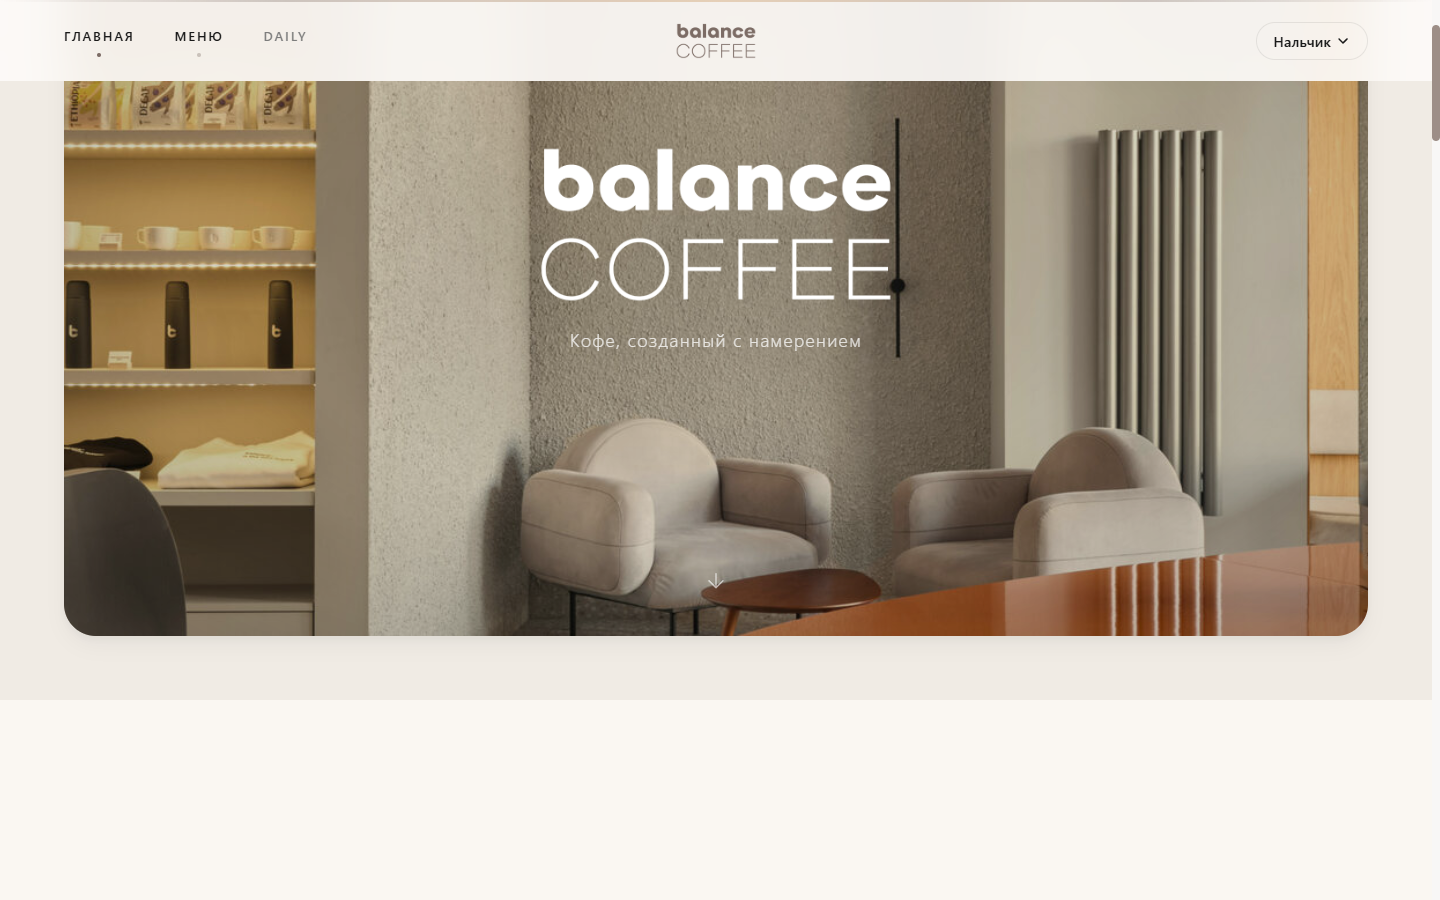 ГЛАВНАЯ
МЕНЮ
DAILY
balance
COFFEE
Нальчик
balance
COFFEE
Кофе, созданный с намерением